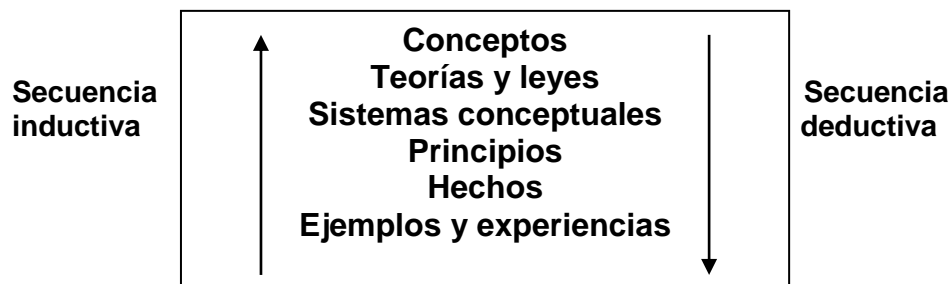 Conceptos
Teorías y leyes
Sistemas conceptuales
Principios
Hechos
Ejemplos y experiencias
Secuencia
inductiva
Secuencia
deductiva